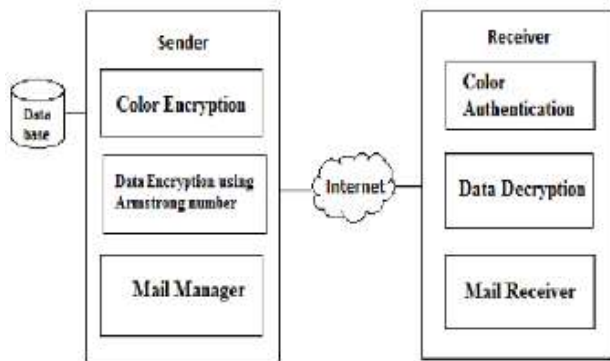 Sender
Data
base
Color Encryption
Data Encryption using
Armstrong number
Mail Manager
Internet
Receiver
Color
Authentication
Data Decryption
Mail Receiver